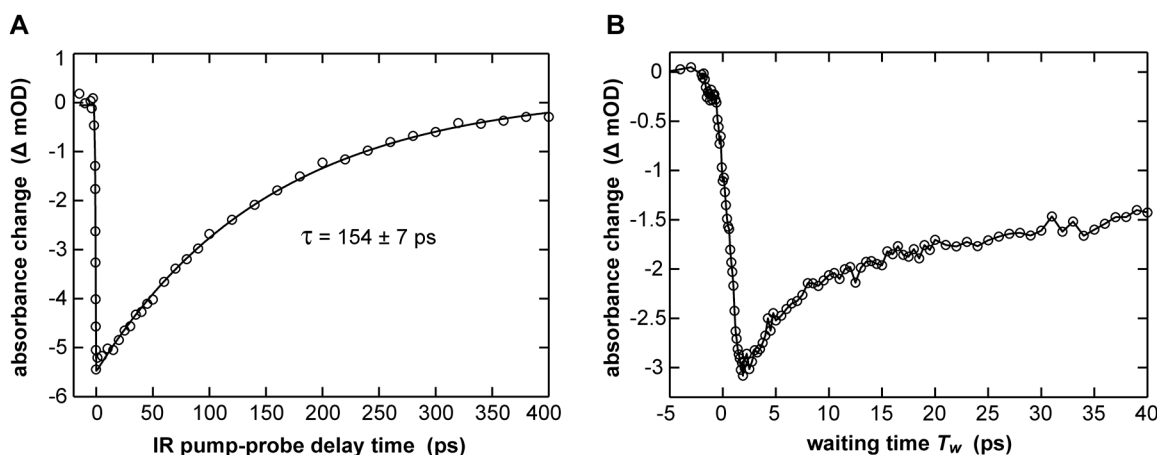 A
absorbance change (Δ mOD)
1
0
-1
-2
-3
-4
-5
-6
τ = 154 ± 7 ps
0 50 100 150 200 250 300 350 400
IR pump-probe delay time (ps)
B
absorbance change (Δ mOD)
0
-0.5
-1
-1.5
-2
-2.5
-3
-5 0 5 10 15 20 25 30 35 40
waiting time Tw (ps)